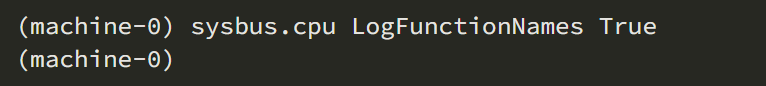 (machine-0) sysbus.cpu LogFunctionNames True
(machine-0)